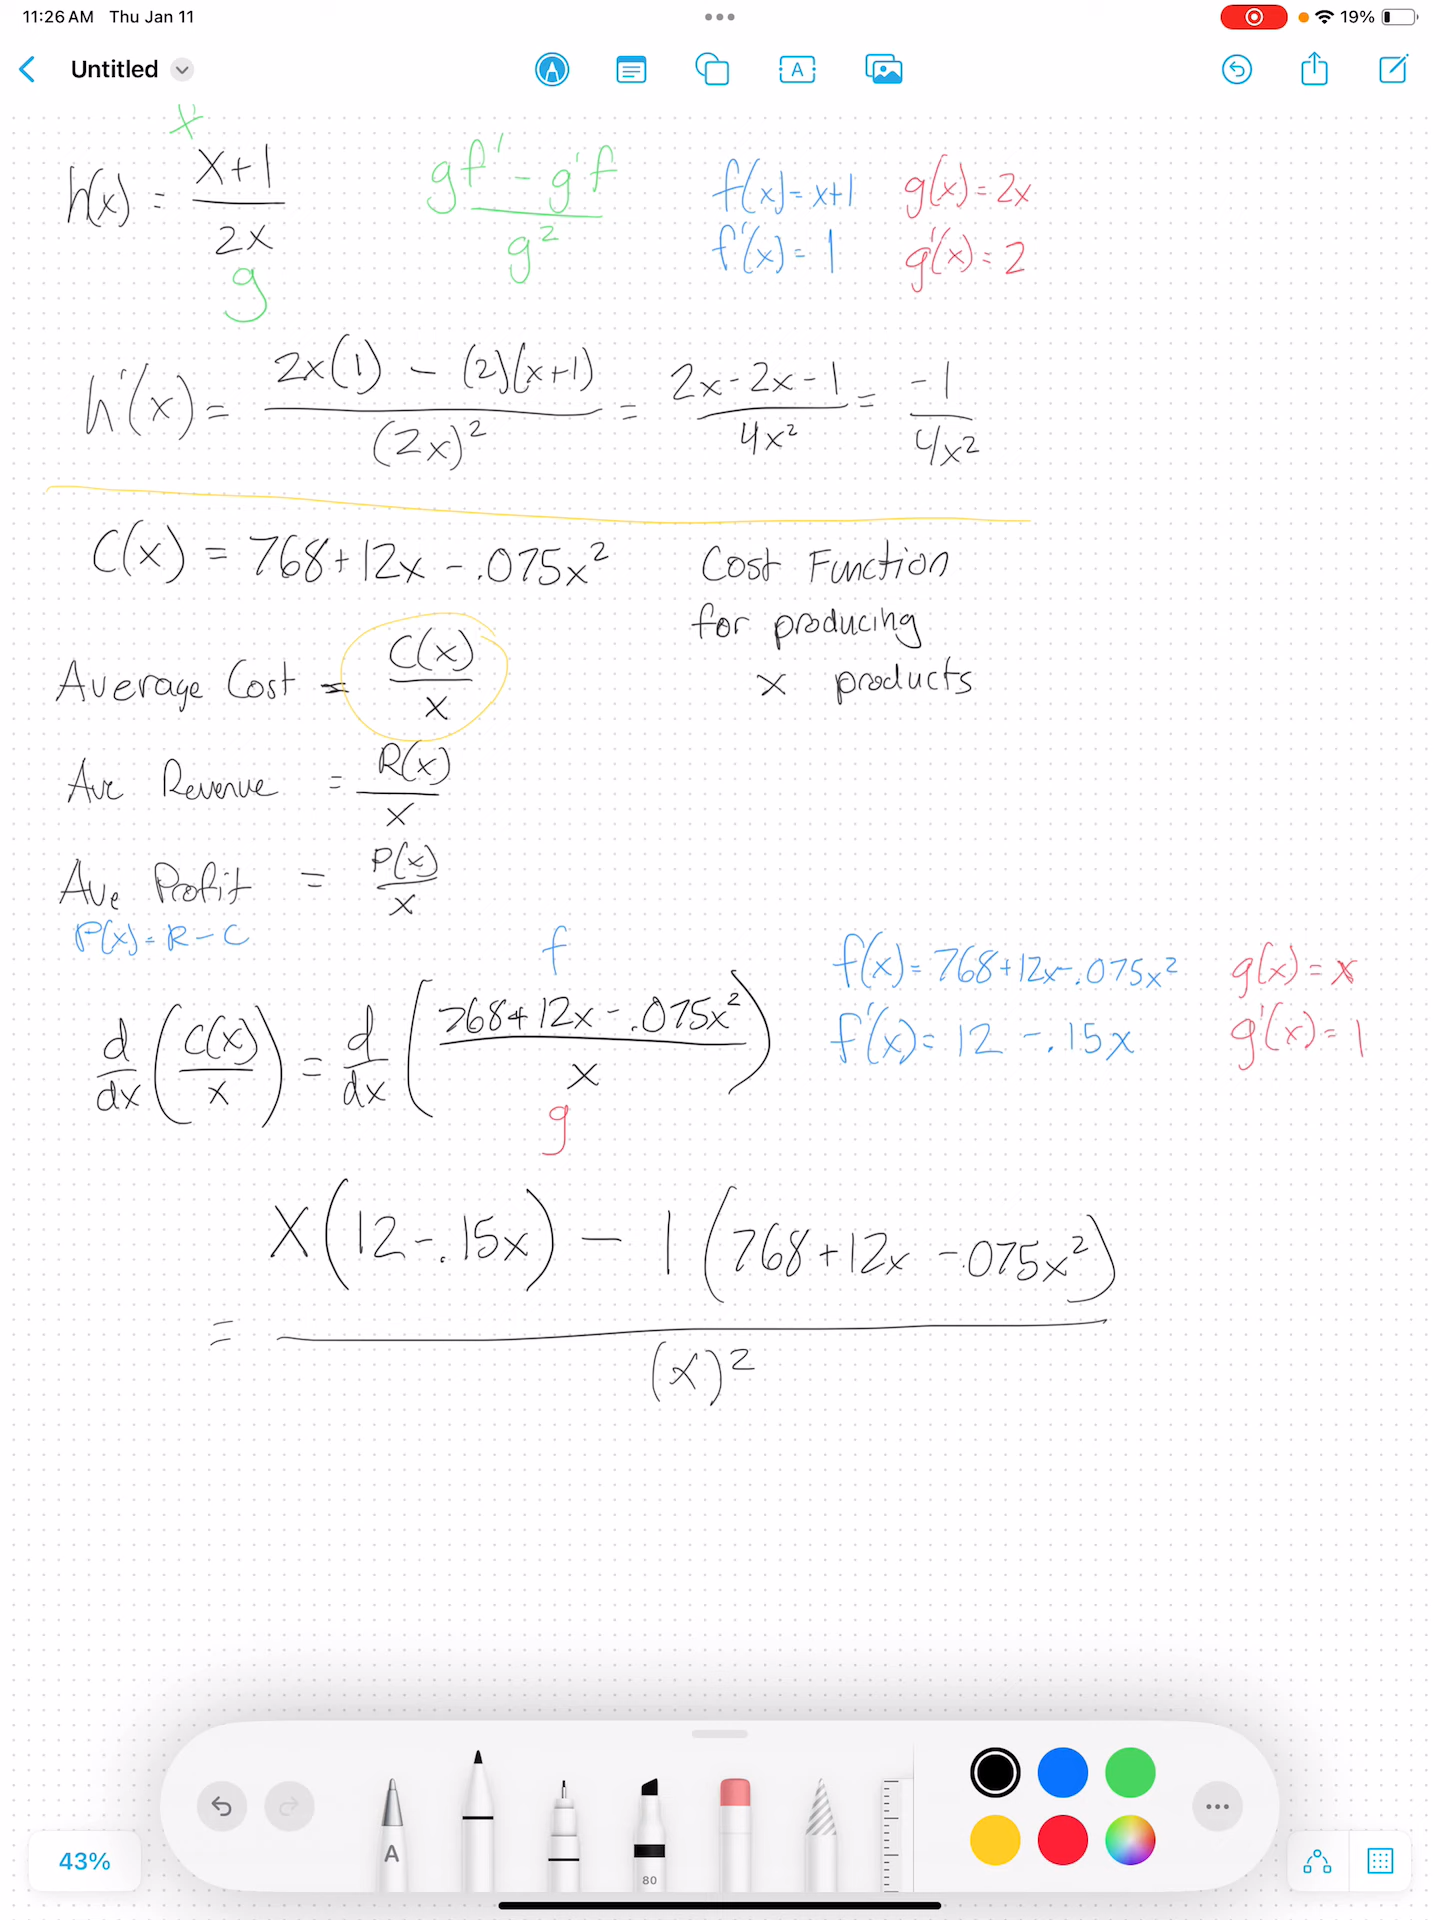 11:26 AM Thu Jan 11
19%
Untitled
A
f
h(x) = x+1 / 2x
g
gf' - g'f / g²
f(x) = x+1
f'(x) = 1
g(x) = 2x
g'(x) = 2
h'(x) = 2x(1) - (2)(x+1) / (2x)² = 2x-2x-1 / 4x² = -1 / 4x²
C(x) = 768+12x-.075x²
Cost Function
for producing
x products
Average Cost = C(x) / x
Ave Revenue = R(x) / x
Ave Profit = P(x) / x
P(x) = R-C
f
d/dx (C(x) / x) = d/dx (768+12x-.075x² / x)
g
f(x) = 768+12x-.075x²
f'(x) = 12-.15x
g(x) = x
g'(x) = 1
= x(12-.15x) - 1(768+12x-.075x²) / (x)²
43%
A
80